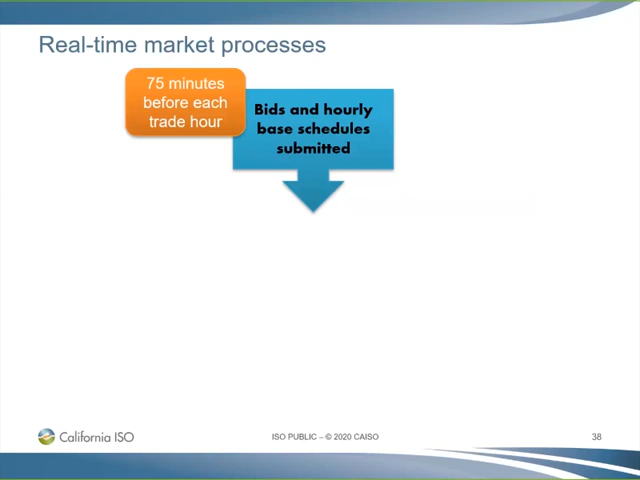 Real-time market processes
75 minutes
before each
trade hour
Bids and hourly
base schedules
submitted
California ISO
ISO PUBLIC – © 2020 CAISO
38